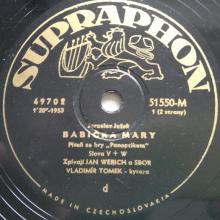 SUPRAPHON
49702
1'20"-1953
51550-M
1 (2 strany)
Jaroslav Ježek
BABIČKA MARY
Píseň ze hry „Panoptikum"
Slova V + W
Zpívají JAN WERICH a SBOR
VLADIMÍR TOMEK - kytara
d
MADE IN CZECHOSLOVAKIA